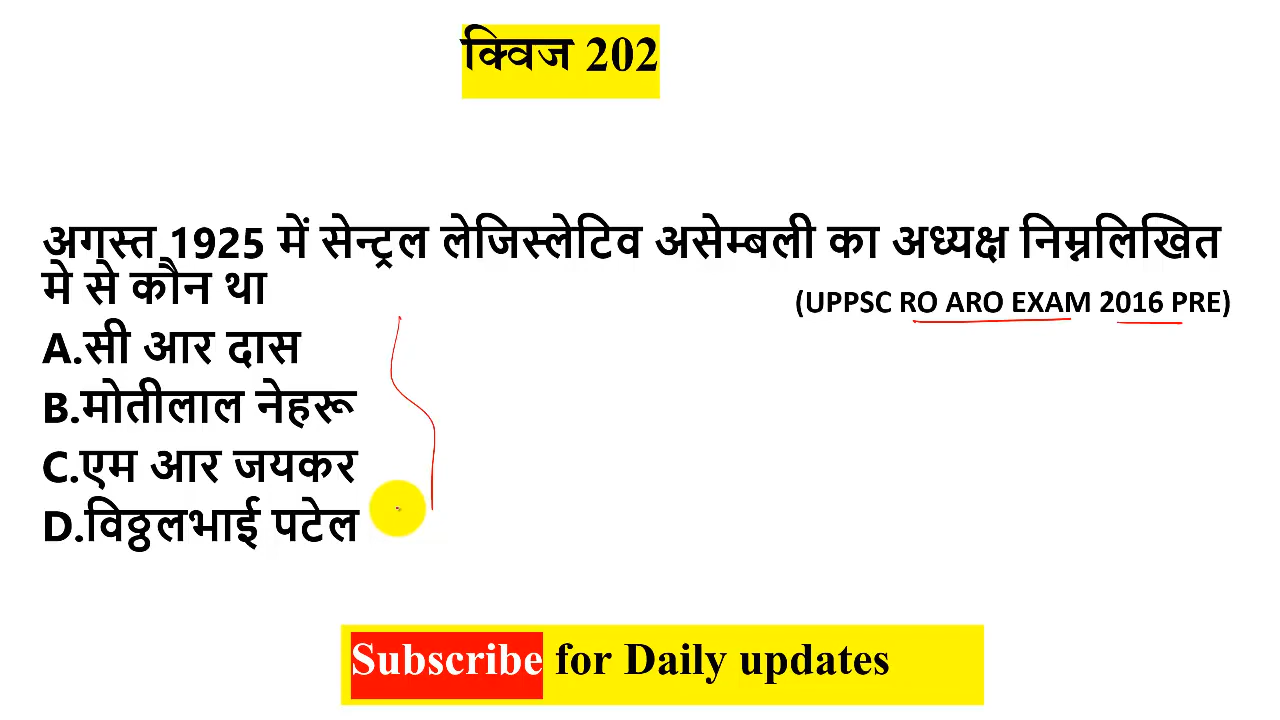 क्विज 202
अगस्त 1925 में सेन्ट्रल लेजिस्लेटिव असेम्बली का अध्यक्ष निम्नलिखित
मे से कौन था
(UPPSC RO ARO EXAM 2016 PRE)
A.सी आर दास
B.मोतीलाल नेहरू
C.एम आर जयकर
D.विठ्ठलभाई पटेल
Subscribe for Daily updates